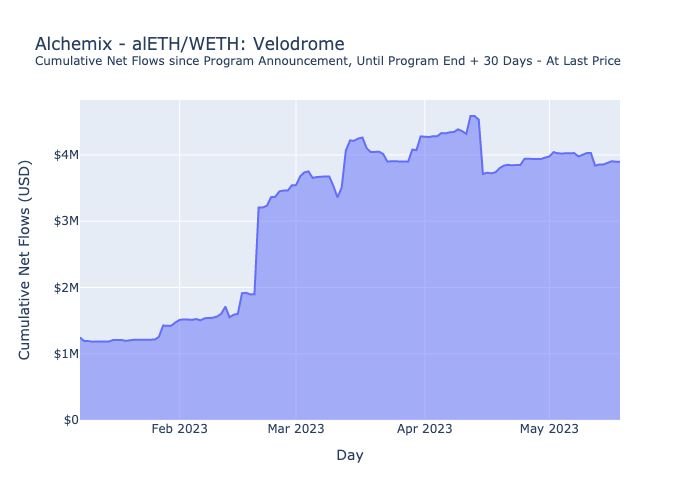 Alchemix - alETH/WETH: Velodrome
Cumulative Net Flows since Program Announcement, Until Program End + 30 Days - At Last Price
Cumulative Net Flows (USD)
$4M
$3M
$2M
$1M
$0
Feb 2023
Mar 2023
Apr 2023
May 2023
Day